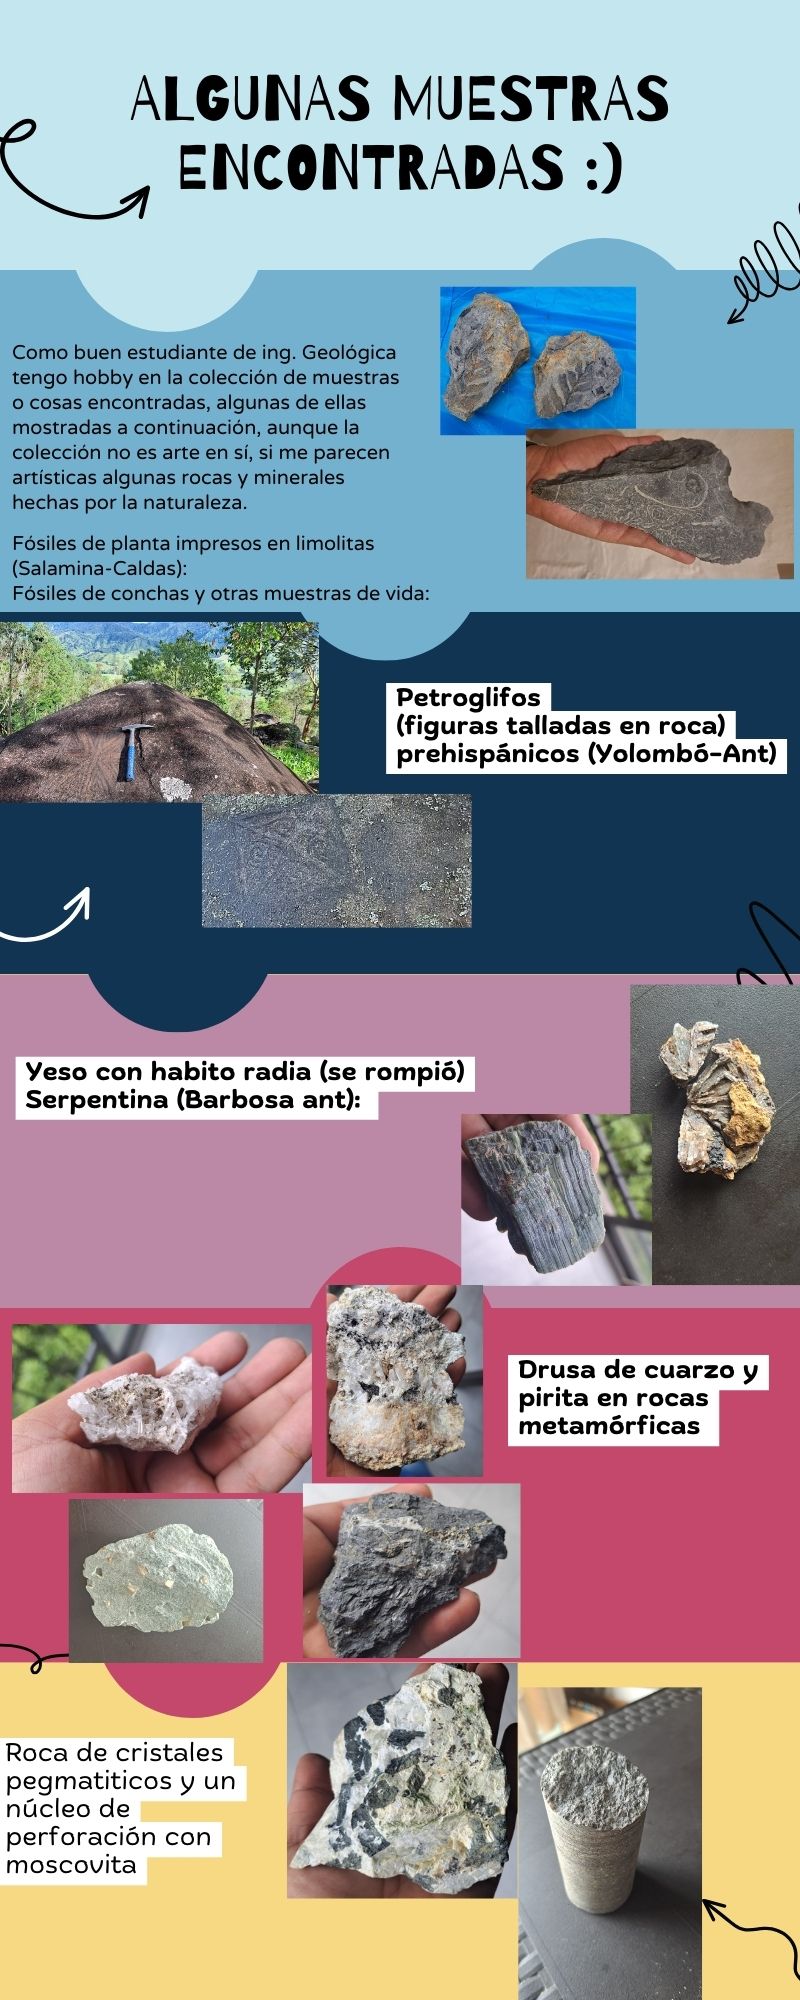 ALGUNAS MUESTRAS
ENCONTRADAS :)
Como buen estudiante de ing. Geológica
tengo hobby en la colección de muestras
o cosas encontradas, algunas de ellas
mostradas a continuación, aunque la
colección no es arte en sí, si me parecen
artísticas algunas rocas y minerales
hechas por la naturaleza.
Fósiles de planta impresos en limolitas
(Salamina-Caldas):
Fósiles de conchas y otras muestras de vida:
Petroglifos
(figuras talladas en roca)
prehispánicos (Yolombó-Ant)
Yeso con habito radia (se rompió)
Serpentina (Barbosa ant):
Drusa de cuarzo y
pirita en rocas
metamórficas
Roca de cristales
pegmatiticos y un
núcleo de
perforación con
moscovita